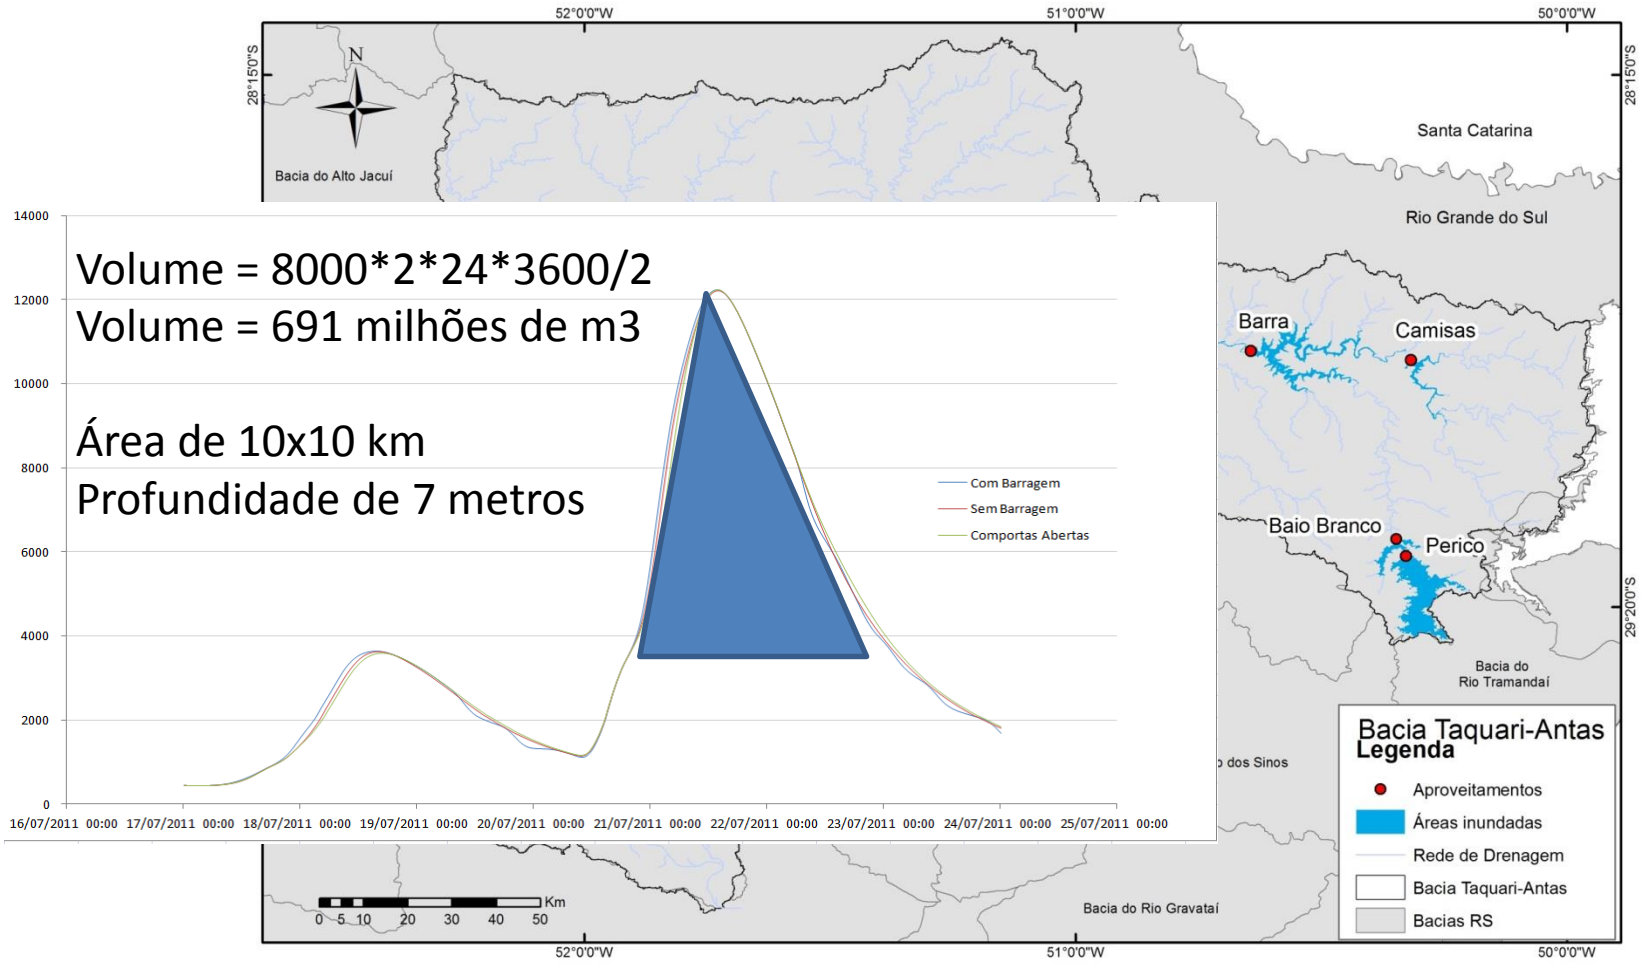 52°0'0"W
51°0'0"W
50°0'0"W
28°15'0"S
28°15'0"S
N
Santa Catarina
Bacia do Alto Jacuí
Rio Grande do Sul
14000
12000
10000
8000
6000
4000
2000
0
Volume = 8000*2*24*3600/2
Volume = 691 milhões de m3
Área de 10x10 km
Profundidade de 7 metros
Com Barragem
Sem Barragem
Comportas Abertas
16/07/2011 00:00
17/07/2011 00:00
18/07/2011 00:00
19/07/2011 00:00
20/07/2011 00:00
21/07/2011 00:00
22/07/2011 00:00
23/07/2011 00:00
24/07/2011 00:00
25/07/2011 00:00
Barra
Camisas
Baio Branco
Perico
29°20'0"S
Bacia do
Rio Tramandaí
dos Sinos
Bacia Taquari-Antas
Legenda
Aproveitamentos
Áreas inundadas
Rede de Drenagem
Bacia Taquari-Antas
Bacias RS
Bacia do Rio Gravataí
Km
0 5 10 20 30 40 50
52°0'0"W
51°0'0"W
50°0'0"W